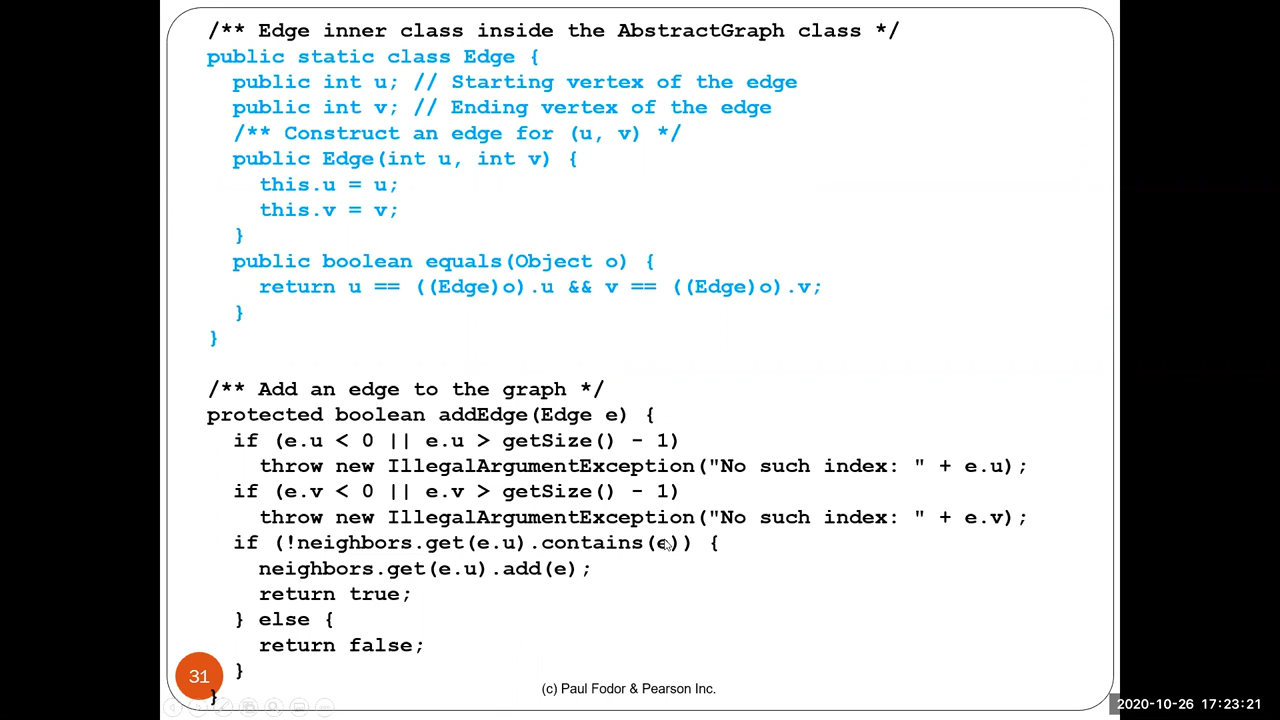 /** Edge inner class inside the AbstractGraph class */
public static class Edge {
public int u; // Starting vertex of the edge
public int v; // Ending vertex of the edge
/** Construct an edge for (u, v) */
public Edge(int u, int v) {
this.u = u;
this.v = v;
}
public boolean equals(Object o) {
return u == ((Edge)o).u && v == ((Edge)o).v;
}
}
/** Add an edge to the graph */
protected boolean addEdge(Edge e) {
if (e.u < 0 || e.u > getSize() - 1)
throw new IllegalArgumentException("No such index: " + e.u);
if (e.v < 0 || e.v > getSize() - 1)
throw new IllegalArgumentException("No such index: " + e.v);
if (!neighbors.get(e.u).contains(e)) {
neighbors.get(e.u).add(e);
return true;
} else {
return false;
}
}
31
(c) Paul Fodor & Pearson Inc.
2020-10-26 17:23:21